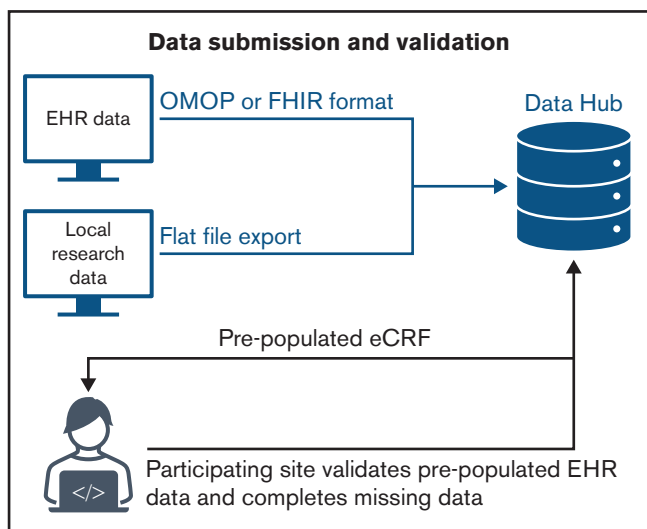 Data submission and validation
EHR data
OMOP or FHIR format
Data Hub
Local
research
data
Flat file export
Pre-populated eCRF
</>
Participating site validates pre-populated EHR
data and completes missing data